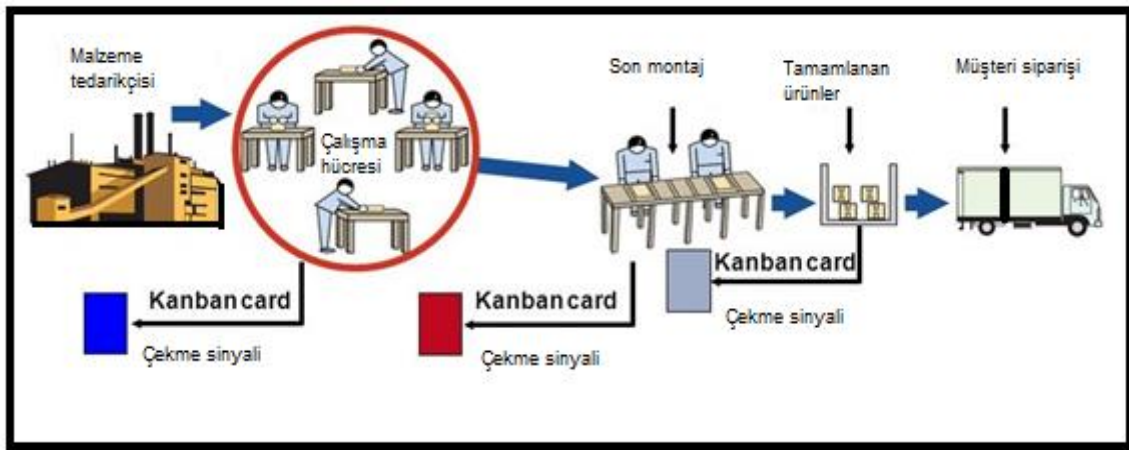 Malzeme
tedarikçisi
Çalışma
hücresi
Son montaj
Tamamlanan
ürünler
Müşteri siparişi
Kanban card
Çekme sinyali
Kanban card
Çekme sinyali
Kanban card
Çekme sinyali